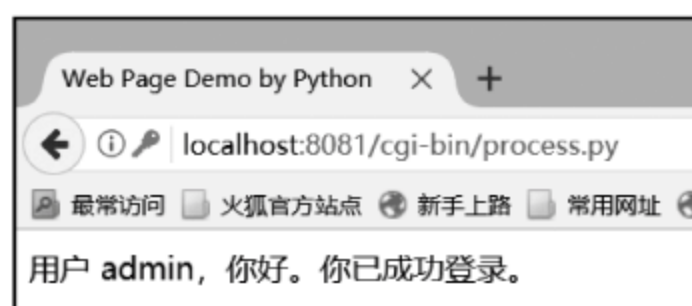 Web Page Demo by Python
localhost:8081/cgi-bin/process.py
最常访问 火狐官方站点 新手上路 常用网址
用户 admin，你好。你已成功登录。